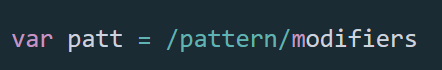 var patt = /pattern/modifiers